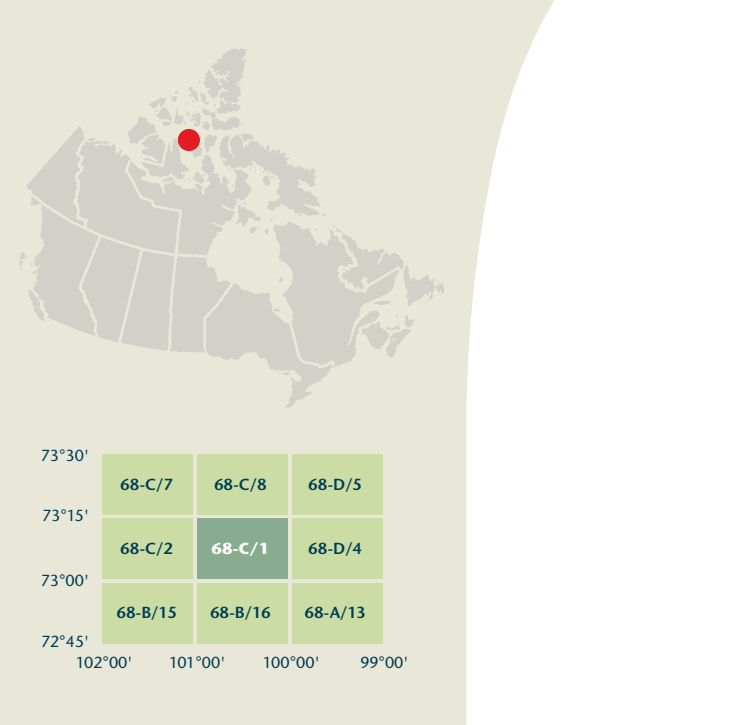 73°30'
68-C/7 68-C/8 68-D/5
73°15'
68-C/2 68-C/1 68-D/4
73°00'
68-B/15 68-B/16 68-A/13
72°45'
102°00' 101°00' 100°00' 99°00'